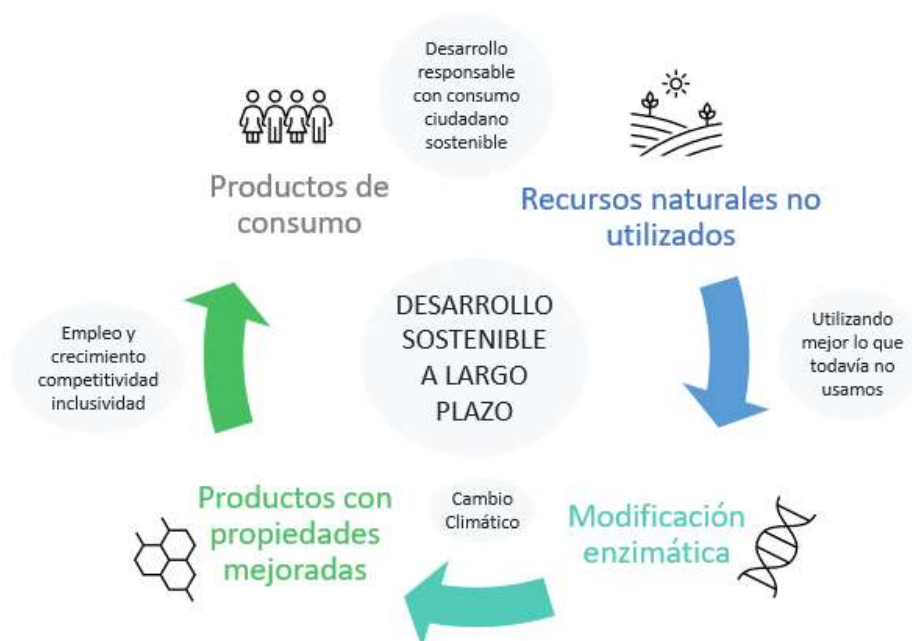 Desarrollo
responsable
con consumo
ciudadano
sostenible
Productos de
consumo
Recursos naturales no
utilizados
DESARROLLO
SOSTENIBLE
A LARGO
PLAZO
Empleo y
crecimiento
competitividad
inclusividad
Utilizando
mejor lo que
todavía no
usamos
Productos con
propiedades
mejoradas
Cambio
Climático
Modificación
enzimática